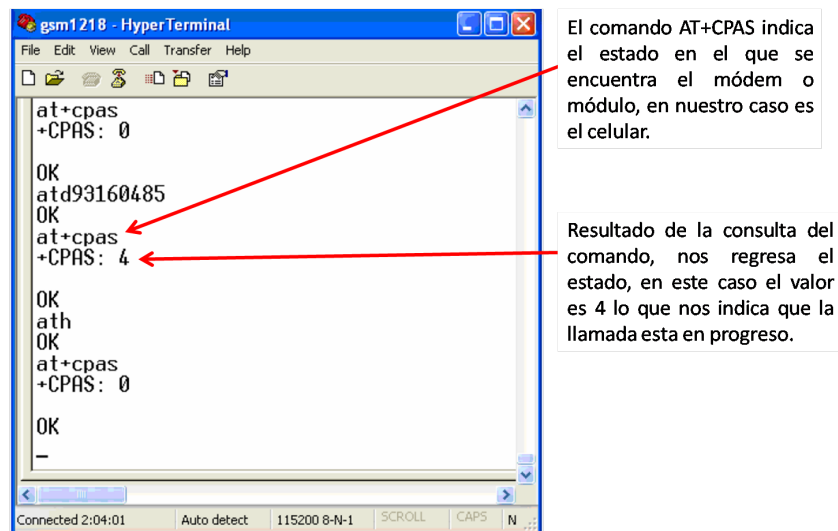 gsm1218 - HyperTerminal
File Edit View Call Transfer Help
at+cpas
+CPAS: 0
OK
atd93160485
OK
at+cpas
+CPAS: 4
OK
ath
OK
at+cpas
+CPAS: 0
OK
Connected 2:04:01 Auto detect 115200 8-N-1 SCROLL CAPS N
El comando AT+CPAS indica
el estado en el que se
encuentra el módem o
módulo, en nuestro caso es
el celular.
Resultado de la consulta del
comando, nos regresa el
estado, en este caso el valor
es 4 lo que nos indica que la
llamada esta en progreso.